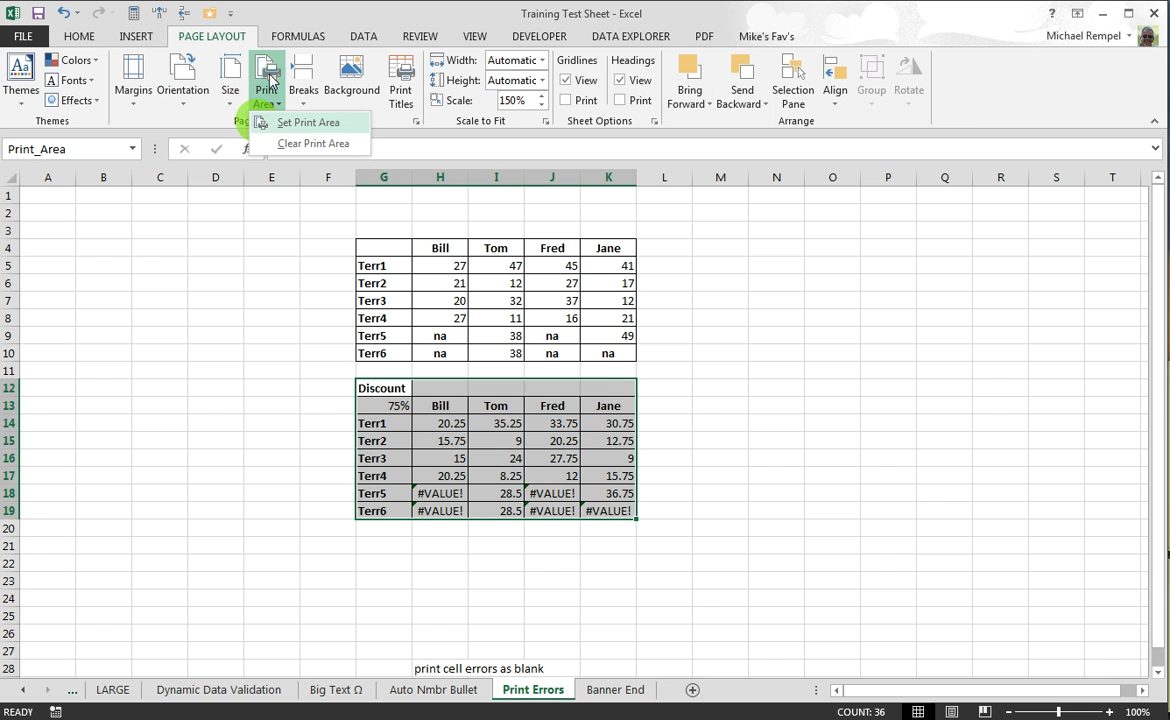 Training Test Sheet - Excel
FILE HOME INSERT PAGE LAYOUT FORMULAS DATA REVIEW VIEW DEVELOPER DATA EXPLORER PDF Mike's Fav's Michael Rempel
Themes Colors Fonts Effects Margins Orientation Size Print Area Breaks Background Print Titles Width: Automatic Height: Automatic Scale: 150% Gridlines View Print Headings View Print Bring Forward Send Backward Selection Pane Align Group Rotate
Themes Scale to Fit Sheet Options Arrange
Set Print Area
Clear Print Area
Print_Area
A B C D E F G H I J K L M N O P Q R S T
1
2
3
4 Bill Tom Fred Jane
5 Terr1 27 47 45 41
6 Terr2 21 12 27 17
7 Terr3 20 32 37 12
8 Terr4 27 11 16 21
9 Terr5 na 38 na 49
10 Terr6 na 38 na na
11
12 Discount
13 75% Bill Tom Fred Jane
14 Terr1 20.25 35.25 33.75 30.75
15 Terr2 15.75 9 20.25 12.75
16 Terr3 15 24 27.75 9
17 Terr4 20.25 8.25 12 15.75
18 Terr5 #VALUE! 28.5 #VALUE! 36.75
19 Terr6 #VALUE! 28.5 #VALUE! #VALUE!
20
21
22
23
24
25
26
27
28 print cell errors as blank
... LARGE Dynamic Data Validation Big Text Ω Auto Nmbr Bullet Print Errors Banner End
READY COUNT: 36 100%